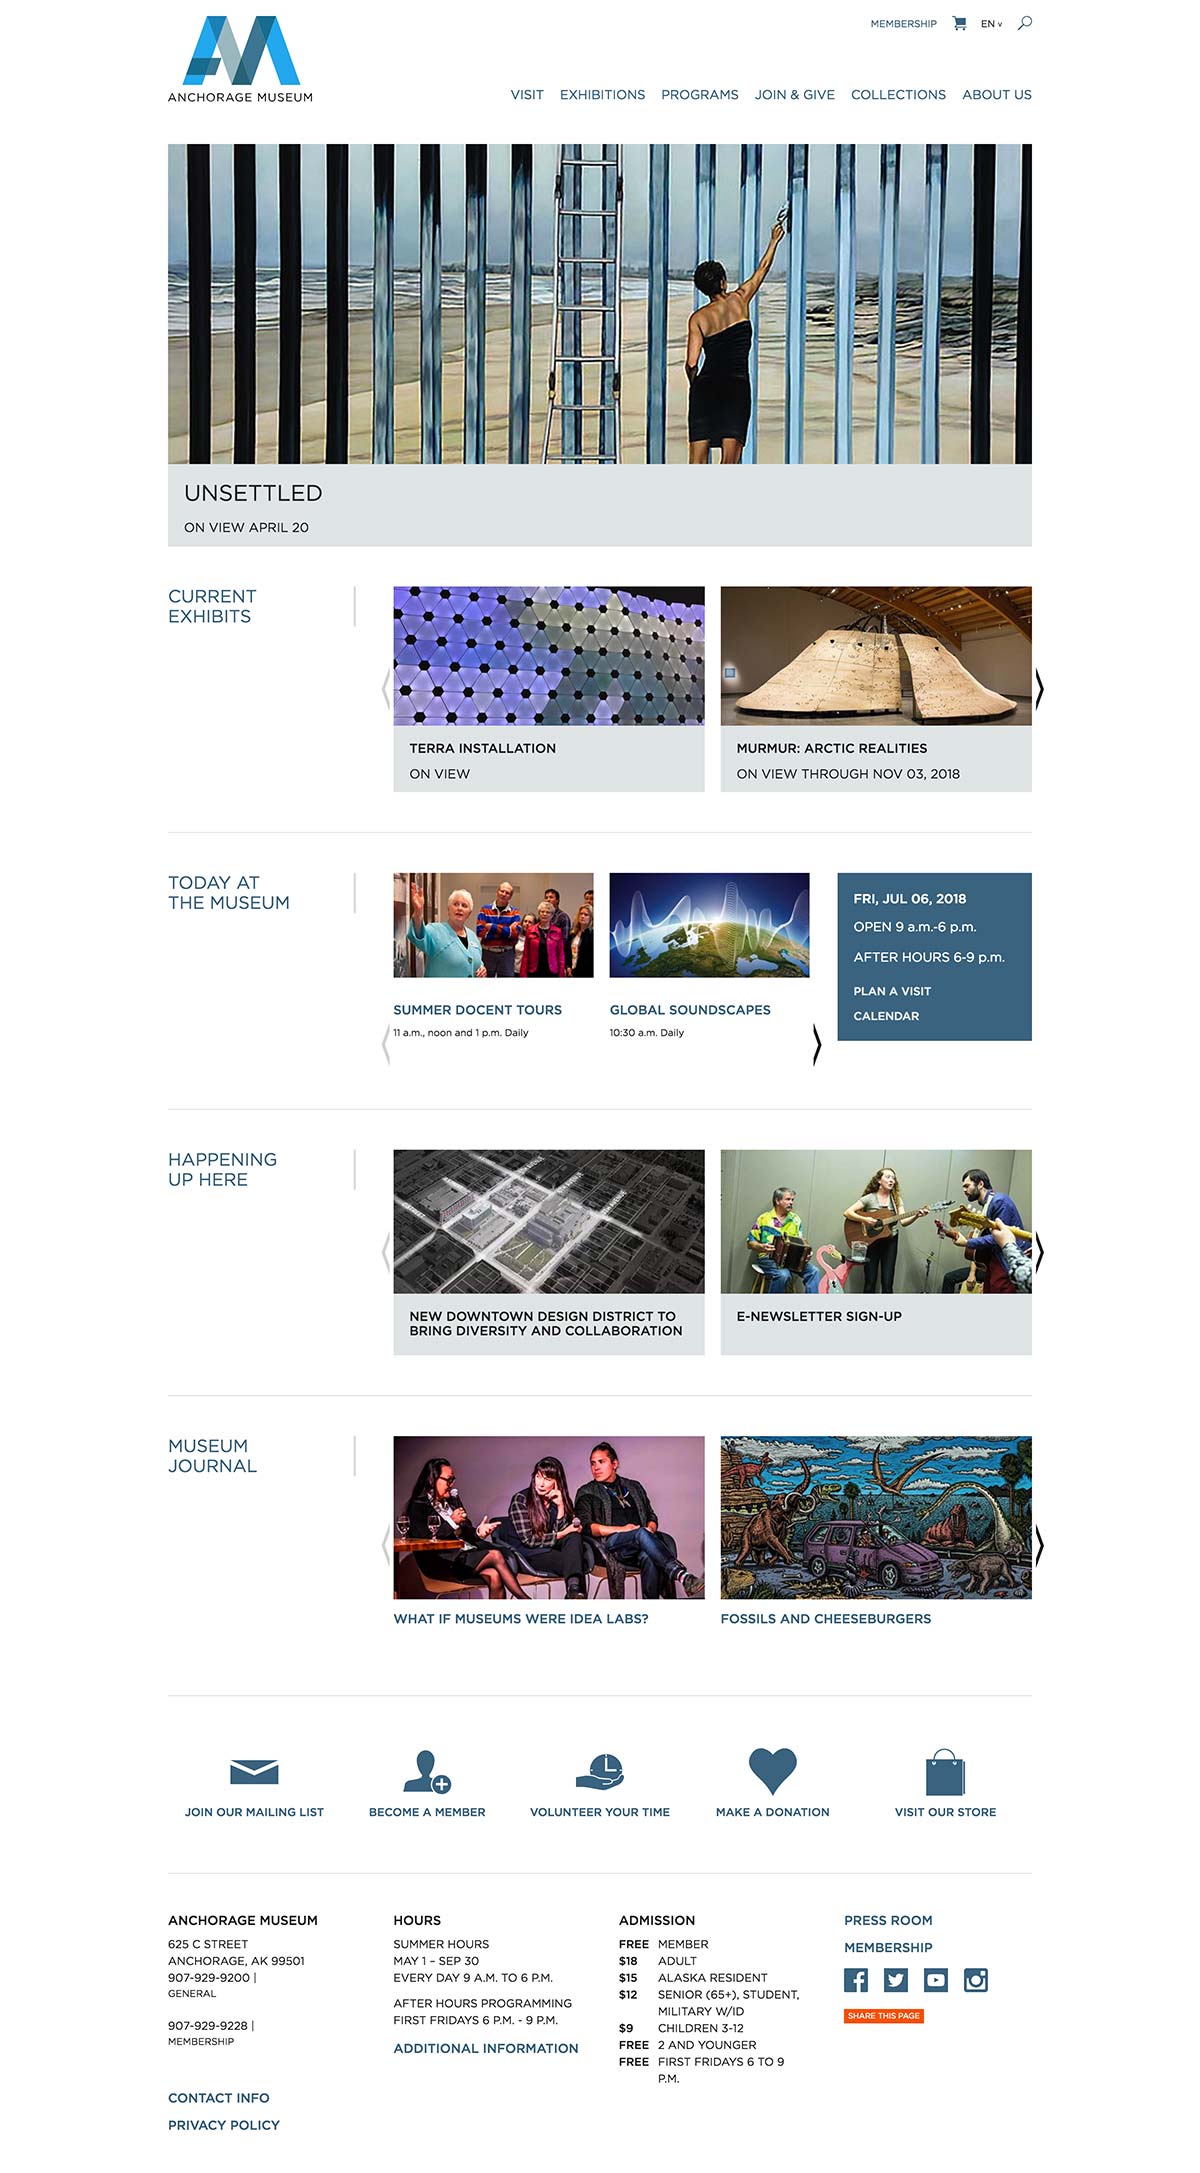 MEMBERSHIP EN v
ANCHORAGE MUSEUM
VISIT EXHIBITIONS PROGRAMS JOIN & GIVE COLLECTIONS ABOUT US
UNSETTLED
ON VIEW APRIL 20
CURRENT
EXHIBITS
TERRA INSTALLATION
ON VIEW
MURMUR: ARCTIC REALITIES
ON VIEW THROUGH NOV 03, 2018
TODAY AT
THE MUSEUM
SUMMER DOCENT TOURS
11 a.m., noon and 1 p.m. Daily
GLOBAL SOUNDSCAPES
10:30 a.m. Daily
FRI, JUL 06, 2018
OPEN 9 a.m.-6 p.m.
AFTER HOURS 6-9 p.m.
PLAN A VISIT
CALENDAR
HAPPENING
UP HERE
NEW DOWNTOWN DESIGN DISTRICT TO
BRING DIVERSITY AND COLLABORATION
E-NEWSLETTER SIGN-UP
MUSEUM
JOURNAL
WHAT IF MUSEUMS WERE IDEA LABS?
FOSSILS AND CHEESEBURGERS
JOIN OUR MAILING LIST
BECOME A MEMBER
VOLUNTEER YOUR TIME
MAKE A DONATION
VISIT OUR STORE
ANCHORAGE MUSEUM
625 C STREET
ANCHORAGE, AK 99501
907-929-9200 |
GENERAL
907-929-9228 |
MEMBERSHIP
CONTACT INFO
PRIVACY POLICY
HOURS
SUMMER HOURS
MAY 1 – SEP 30
EVERY DAY 9 A.M. TO 6 P.M.
AFTER HOURS PROGRAMMING
FIRST FRIDAYS 6 P.M. - 9 P.M.
ADDITIONAL INFORMATION
ADMISSION
FREE MEMBER
$18 ADULT
$15 ALASKA RESIDENT
$12 SENIOR (65+), STUDENT,
MILITARY W/ID
$9 CHILDREN 3-12
FREE 2 AND YOUNGER
FREE FIRST FRIDAYS 6 TO 9
P.M.
PRESS ROOM
MEMBERSHIP
SHARE THIS PAGE